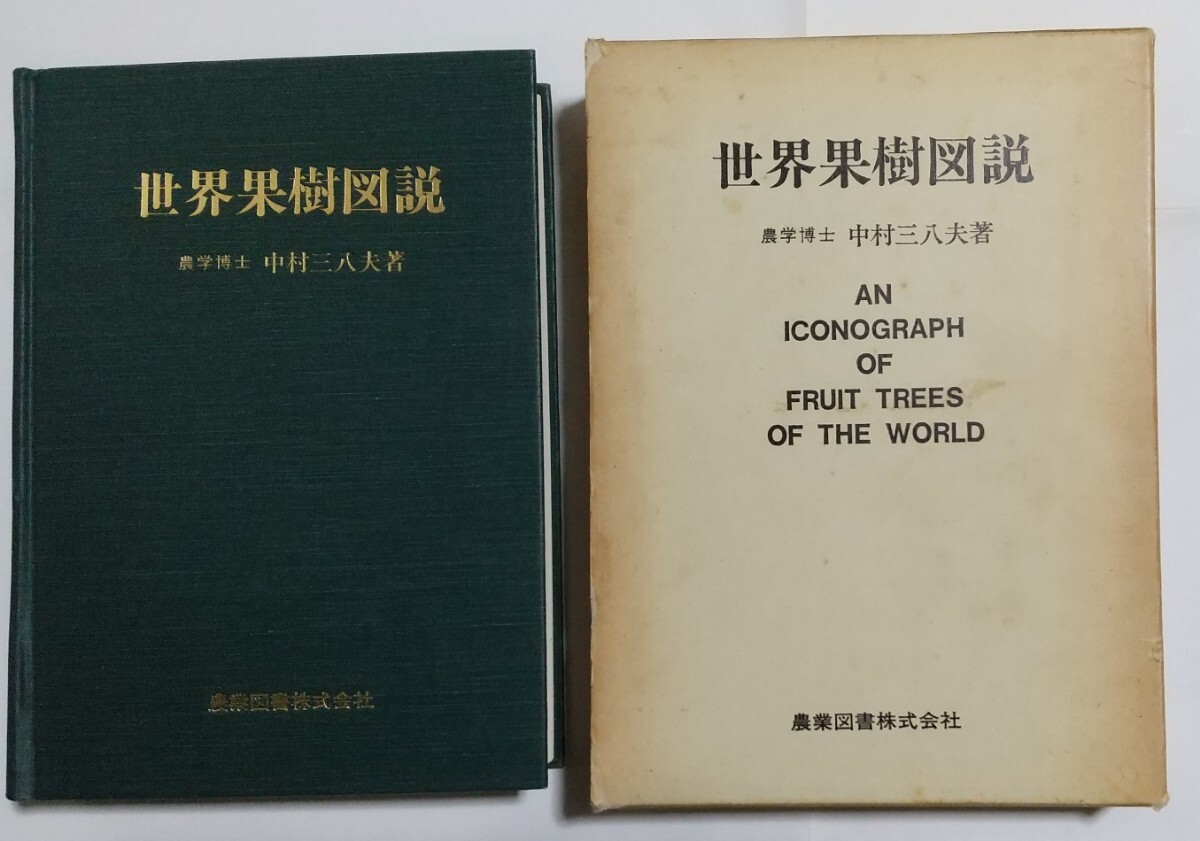 世界果樹図説
農学博士 中村三八夫著
農業図書株式会社
世界果樹図説
農学博士 中村三八夫著
AN
ICONOGRAPH
OF
FRUIT TREES
OF THE WORLD
農業図書株式会社